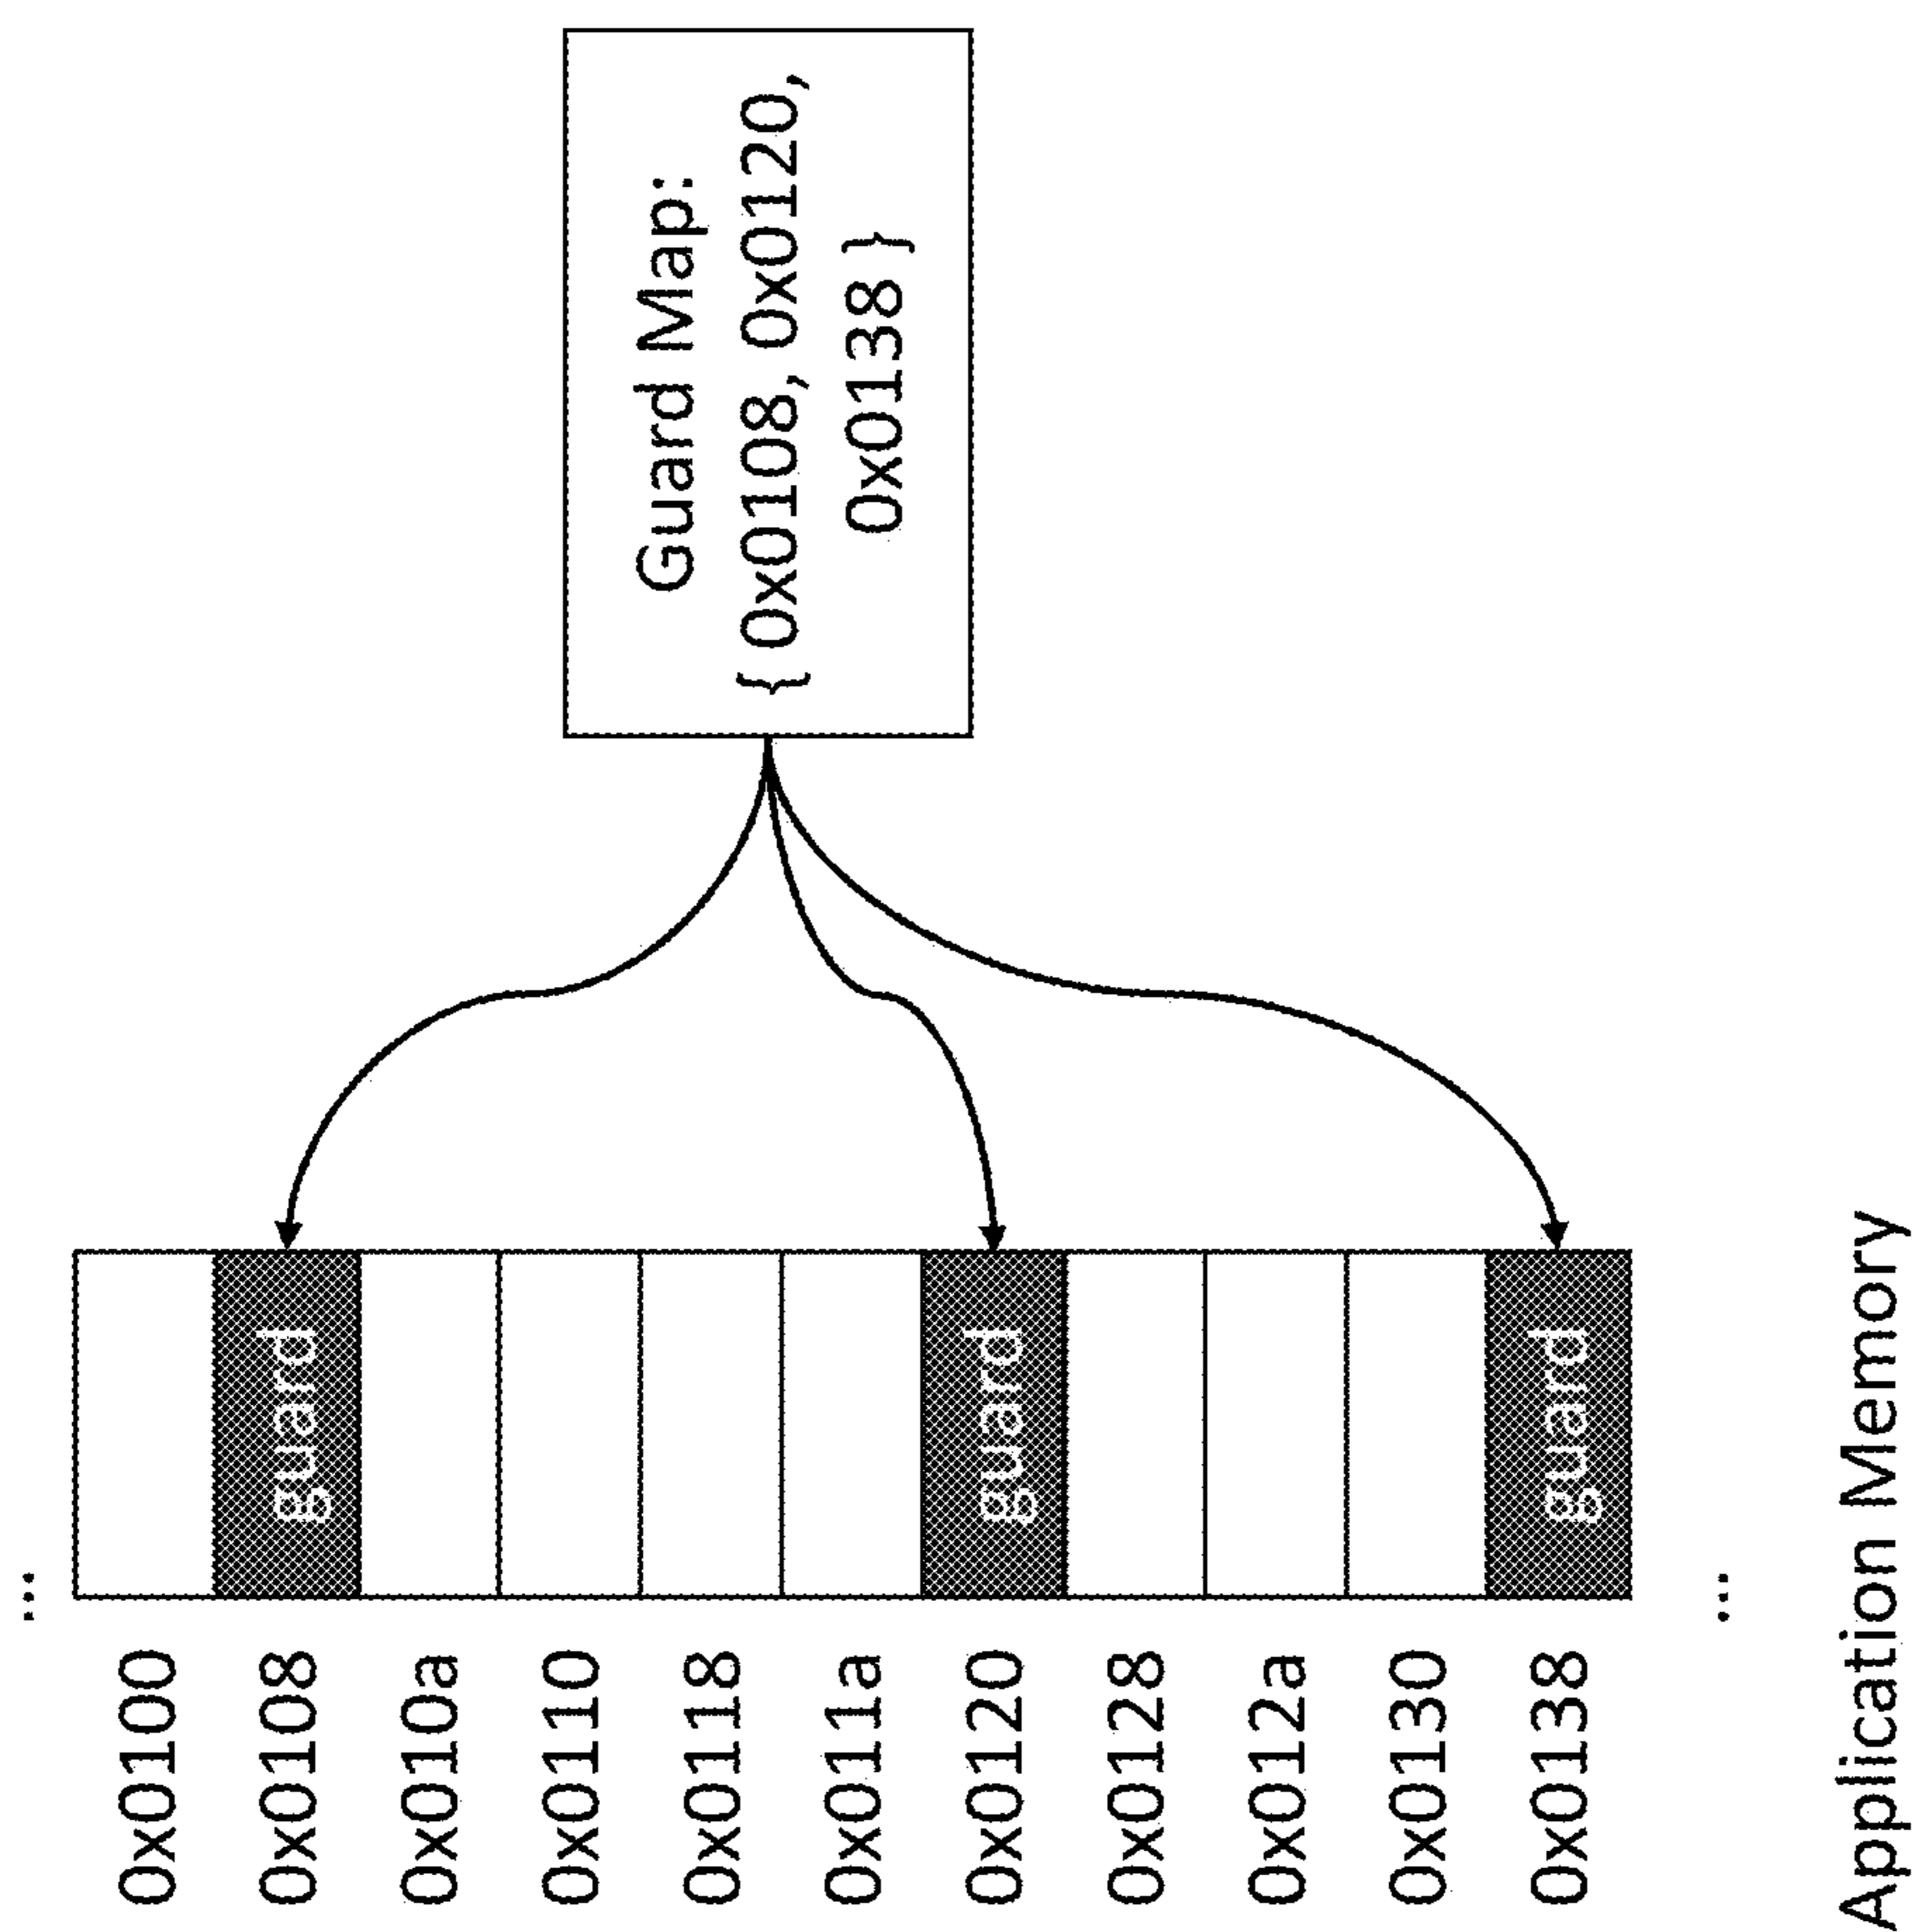 ...
0x0100
0x0108 guard
0x010a
0x0110
0x0118
0x011a
0x0120 guard
0x0128
0x012a
0x0130
0x0138 guard
...
Application Memory
Guard Map:
{ 0x0108, 0x0120,
0x0138 }